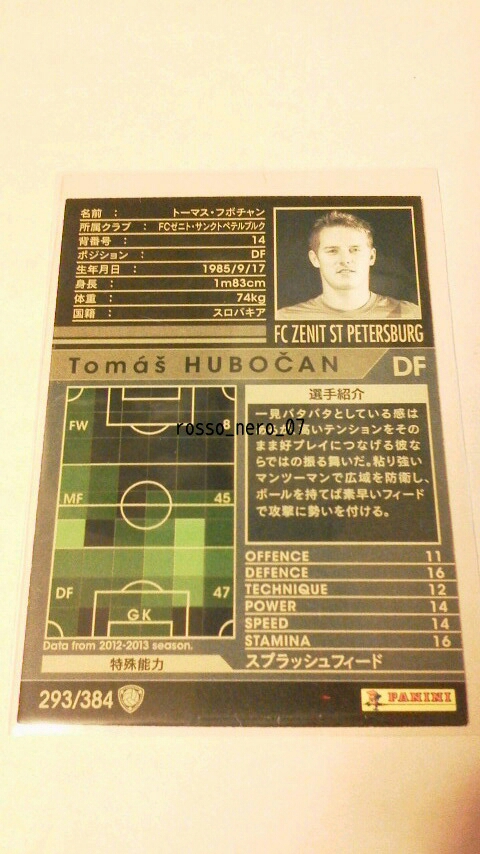 名前 : トーマス・フボチャン
所属クラブ : FCゼニト・サンクトペテルブルク
背番号 : 14
ポジション : DF
生年月日 : 1985/9/17
身長 : 1m83cm
体重 : 74kg
国籍 : スロバキア
FC ZENIT ST PETERSBURG
Tomáš HUBOČAN DF
選手紹介
一見バタバタとしている感は
高いテンションをその
まま好プレイにつなげる彼な
らではの振る舞いだ。粘り強い
マンツーマンで広域を防衛し、
ボールを持てば素早いフィード
で攻撃に勢いを付ける。
rosso_nero_07
FW 8
MF 45
DF 47
GK
Data from 2012-2013 season.
OFFENCE 11
DEFENCE 16
TECHNIQUE 12
POWER 14
SPEED 14
STAMINA 16
特殊能力 スプラッシュフィード
293/384
PANINI